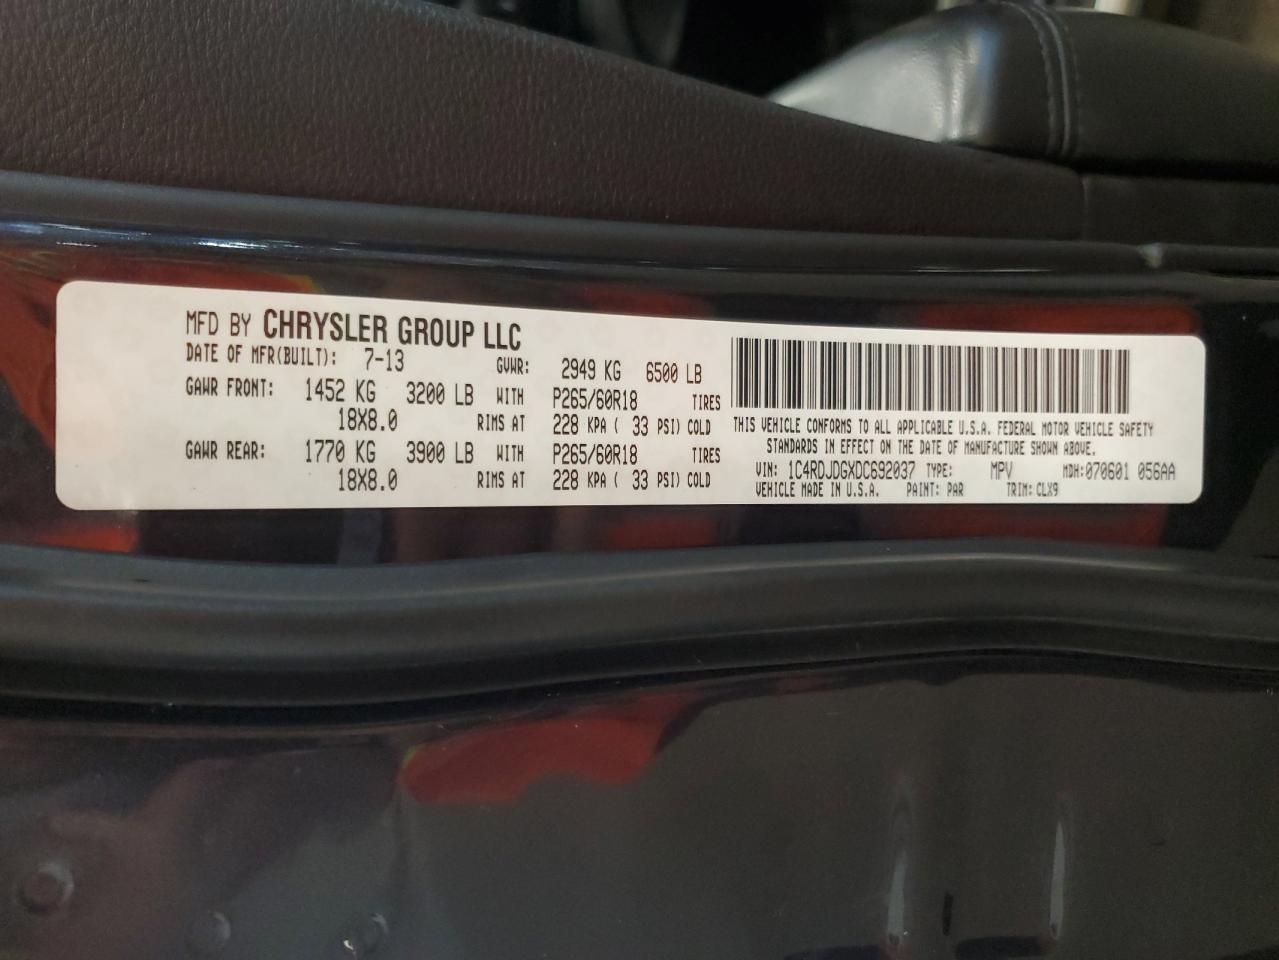 MFD BY CHRYSLER GROUP LLC
DATE OF MFR(BUILT): 7-13 GVWR: 2949 KG 6500 LB
GAWR FRONT: 1452 KG 3200 LB WITH P265/60R18 TIRES
18X8.0 RIMS AT 228 KPA ( 33 PSI) COLD
GAWR REAR: 1770 KG 3900 LB WITH P265/60R18 TIRES
18X8.0 RIMS AT 228 KPA ( 33 PSI) COLD
THIS VEHICLE CONFORMS TO ALL APPLICABLE U.S.A. FEDERAL MOTOR VEHICLE SAFETY
STANDARDS IN EFFECT ON THE DATE OF MANUFACTURE SHOWN ABOVE.
VIN: 1C4RDJDGXDC692037 TYPE: MPV MDH:070601 056AA
VEHICLE MADE IN U.S.A. PAINT: PAR TRIM: CLX9